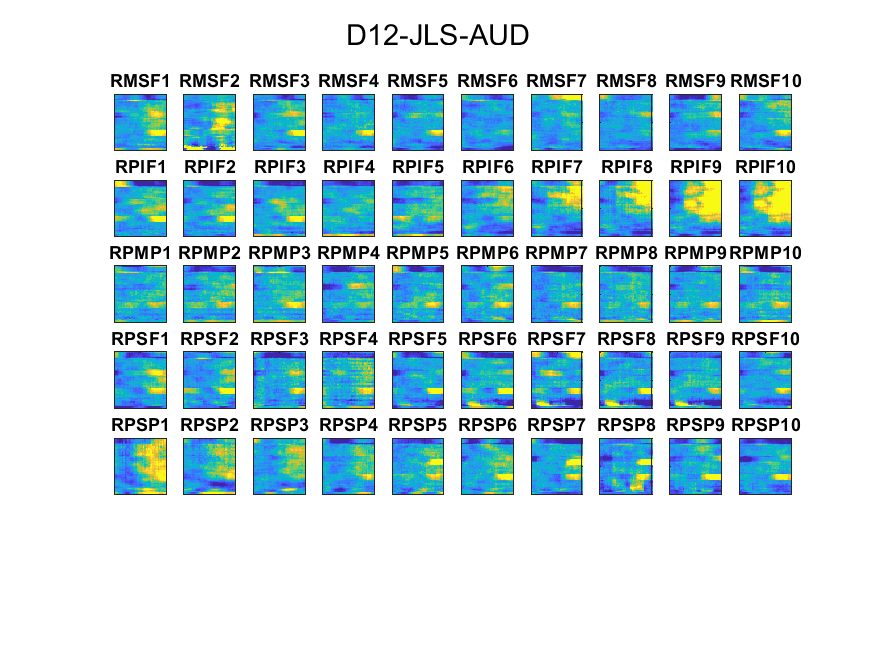 D12-JLS-AUD
RMSF1 RMSF2 RMSF3 RMSF4 RMSF5 RMSF6 RMSF7 RMSF8 RMSF9 RMSF10
RPIF1 RPIF2 RPIF3 RPIF4 RPIF5 RPIF6 RPIF7 RPIF8 RPIF9 RPIF10
RPMP1 RPMP2 RPMP3 RPMP4 RPMP5 RPMP6 RPMP7 RPMP8 RPMP9 RPMP10
RPSF1 RPSF2 RPSF3 RPSF4 RPSF5 RPSF6 RPSF7 RPSF8 RPSF9 RPSF10
RPSP1 RPSP2 RPSP3 RPSP4 RPSP5 RPSP6 RPSP7 RPSP8 RPSP9 RPSP10